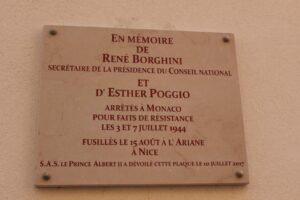 EN MÉMOIRE
DE
RENÉ BORGHINI
SECRÉTAIRE DE LA PRÉSIDENCE DU CONSEIL NATIONAL
ET
D'ESTHER POGGIO
ARRÊTÉS À MONACO
POUR FAITS DE RÉSISTANCE
LES 3 ET 7 JUILLET 1944
FUSILLÉS LE 15 AOÛT À L'ARIANE
À NICE
S.A.S. LE PRINCE ALBERT II A DÉVOILÉ CETTE PLAQUE LE 10 JUILLET 2017